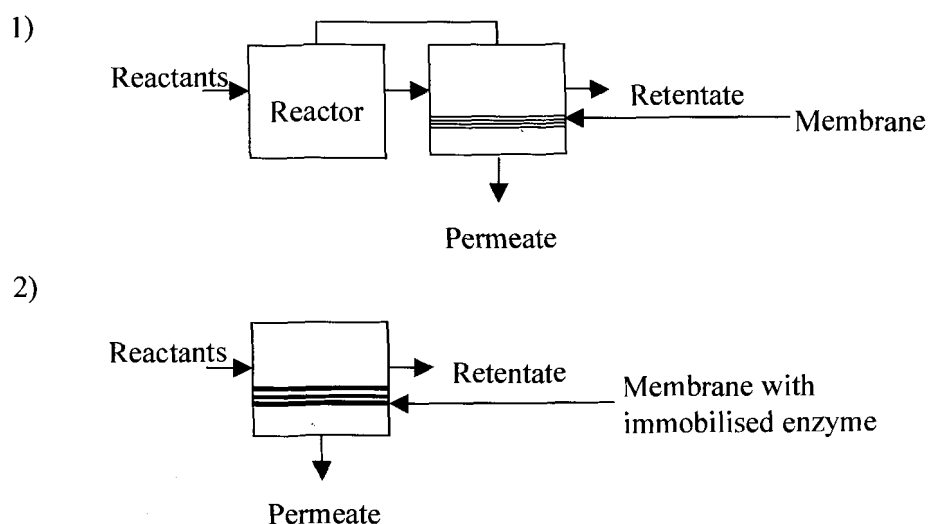 1)
Reactants
Reactor
Retentate
Membrane
Permeate
2)
Reactants
Retentate
Membrane with
immobilised enzyme
Permeate